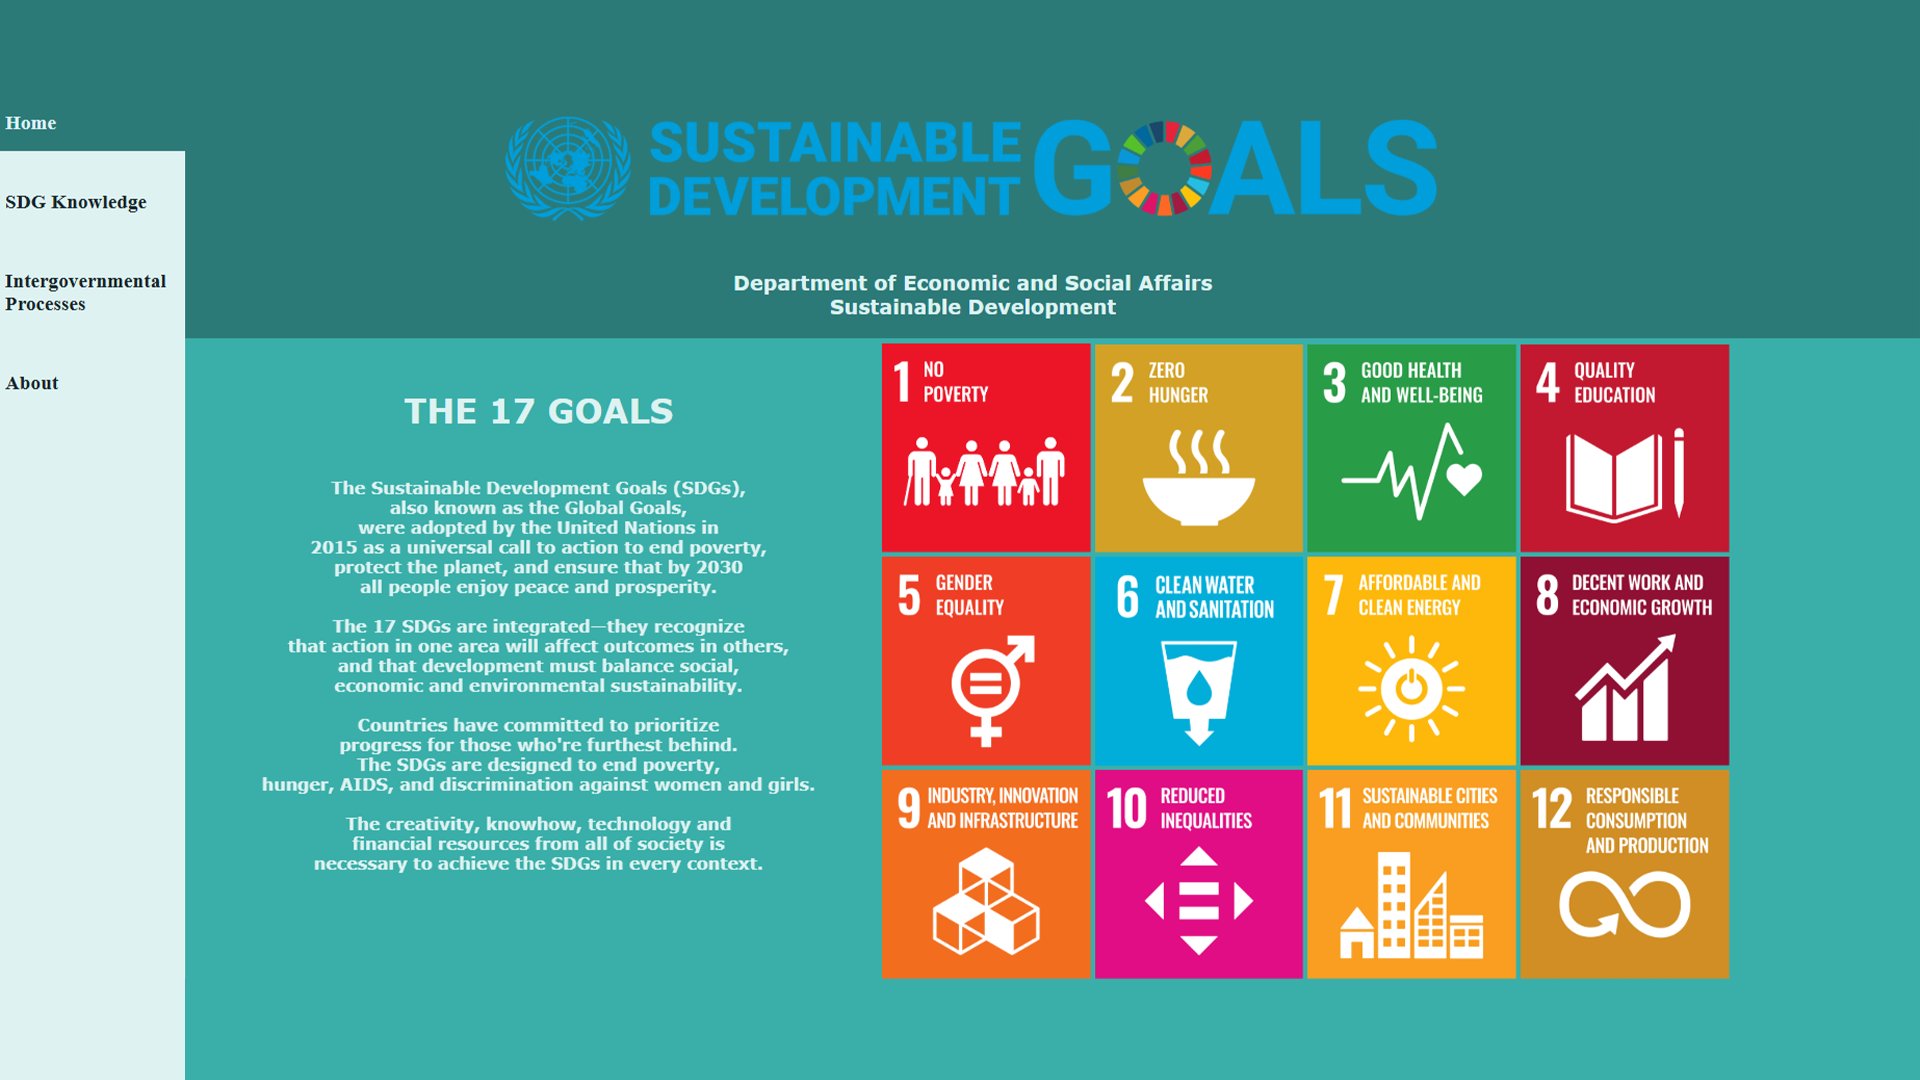 Home
SDG Knowledge
Intergovernmental
Processes
About
SUSTAINABLE
DEVELOPMENT
GOALS
Department of Economic and Social Affairs
Sustainable Development
THE 17 GOALS
The Sustainable Development Goals (SDGs),
also known as the Global Goals,
were adopted by the United Nations in
2015 as a universal call to action to end poverty,
protect the planet, and ensure that by 2030
all people enjoy peace and prosperity.
The 17 SDGs are integrated—they recognize
that action in one area will affect outcomes in others,
and that development must balance social,
economic and environmental sustainability.
Countries have committed to prioritize
progress for those who're furthest behind.
The SDGs are designed to end poverty,
hunger, AIDS, and discrimination against women and girls.
The creativity, knowhow, technology and
financial resources from all of society is
necessary to achieve the SDGs in every context.
1 NO
POVERTY
2 ZERO
HUNGER
3 GOOD HEALTH
AND WELL-BEING
4 QUALITY
EDUCATION
5 GENDER
EQUALITY
6 CLEAN WATER
AND SANITATION
7 AFFORDABLE AND
CLEAN ENERGY
8 DECENT WORK AND
ECONOMIC GROWTH
9 INDUSTRY, INNOVATION
AND INFRASTRUCTURE
10 REDUCED
INEQUALITIES
11 SUSTAINABLE CITIES
AND COMMUNITIES
12 RESPONSIBLE
CONSUMPTION
AND PRODUCTION